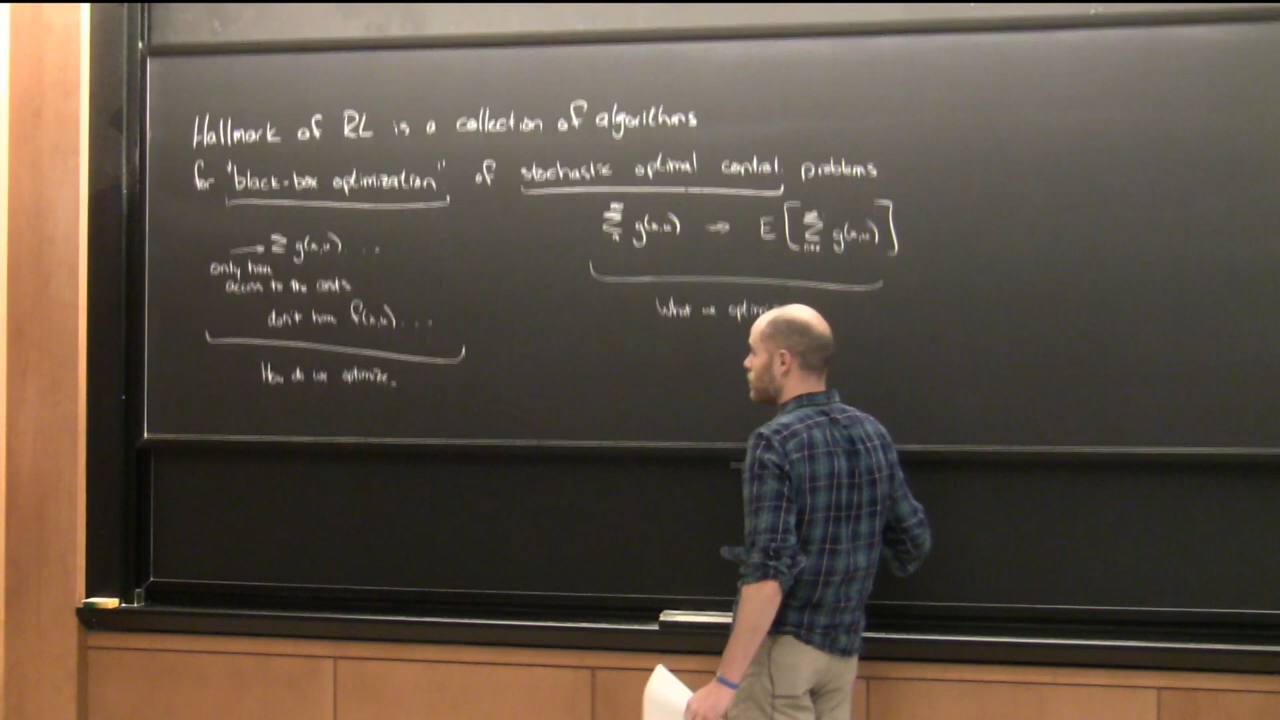 Hallmark of RL is a collection of algorithms
for "black-box optimization" of stochastic optimal control problems
Σ g(x,u) ⇒ E [ Σ g(x,u) ]
→ Σ g(x,u) . . .
only have
access to the costs
don't have f(x,u) . . .
What we
How do we optimize.